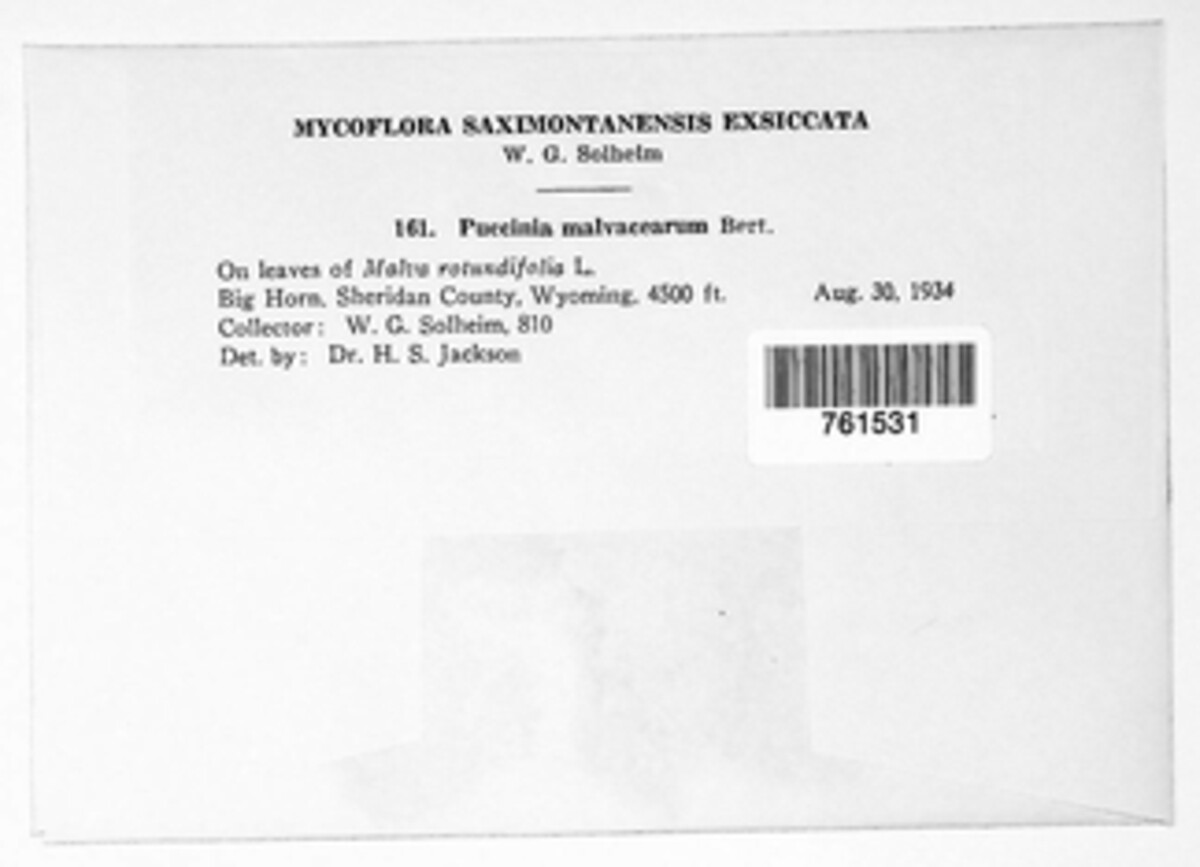 MYCOFLORA SAXIMONTANENSIS EXSICCATA
W. G. Solheim
161. Puccinia malvacearum Bert.
On leaves of Malva rotundifolia L.
Big Horn, Sheridan County, Wyoming, 4500 ft. Aug. 30, 1934
Collector: W. G. Solheim, 810
Det. by: Dr. H. S. Jackson
761531